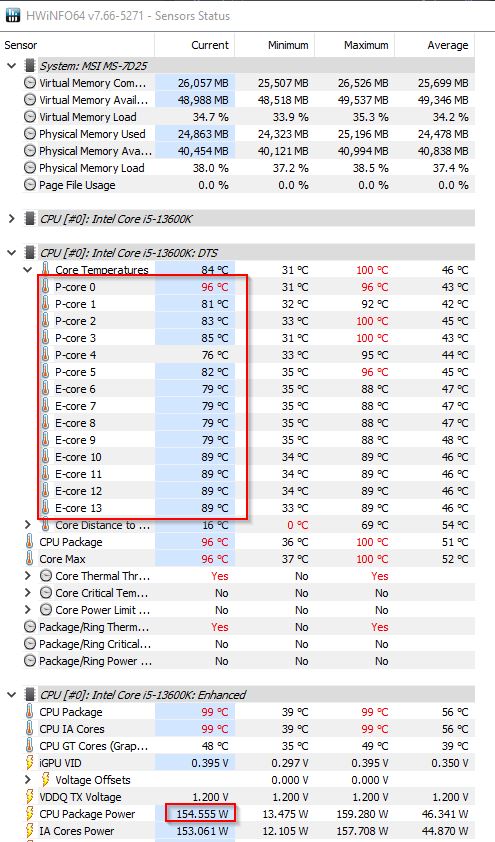 HWiNFO64 v7.66-5271 - Sensors Status
Sensor Current Minimum Maximum Average
System: MSI MS-7D25
Virtual Memory Com... 26,057 MB 25,507 MB 26,526 MB 25,699 MB
Virtual Memory Avail... 48,988 MB 48,518 MB 49,537 MB 49,346 MB
Virtual Memory Load 34.7 % 33.9 % 35.3 % 34.2 %
Physical Memory Used 24,863 MB 24,323 MB 25,196 MB 24,478 MB
Physical Memory Ava... 40,454 MB 40,121 MB 40,994 MB 40,838 MB
Physical Memory Load 38.0 % 37.2 % 38.5 % 37.4 %
Page File Usage 0.0 % 0.0 % 0.0 % 0.0 %
CPU [#0]: Intel Core i5-13600K
CPU [#0]: Intel Core i5-13600K: DTS
Core Temperatures 84 °C 31 °C 100 °C 46 °C
P-core 0 96 °C 31 °C 96 °C 43 °C
P-core 1 81 °C 32 °C 92 °C 42 °C
P-core 2 83 °C 33 °C 100 °C 45 °C
P-core 3 85 °C 31 °C 100 °C 43 °C
P-core 4 76 °C 33 °C 95 °C 44 °C
P-core 5 82 °C 35 °C 96 °C 45 °C
E-core 6 79 °C 35 °C 88 °C 47 °C
E-core 7 79 °C 35 °C 88 °C 47 °C
E-core 8 79 °C 35 °C 88 °C 47 °C
E-core 9 79 °C 35 °C 88 °C 48 °C
E-core 10 89 °C 34 °C 89 °C 46 °C
E-core 11 89 °C 34 °C 89 °C 46 °C
E-core 12 89 °C 34 °C 89 °C 46 °C
E-core 13 89 °C 33 °C 89 °C 46 °C
Core Distance to ... 16 °C 0 °C 69 °C 54 °C
CPU Package 96 °C 36 °C 100 °C 51 °C
Core Max 96 °C 37 °C 100 °C 52 °C
Core Thermal Thr... Yes No Yes
Core Critical Tem... No No No
Core Power Limit ... No No No
Package/Ring Therm... Yes No Yes
Package/Ring Critical... No No No
Package/Ring Power ... No No No
CPU [#0]: Intel Core i5-13600K: Enhanced
CPU Package 99 °C 39 °C 99 °C 56 °C
CPU IA Cores 99 °C 39 °C 99 °C 56 °C
CPU GT Cores (Grap... 48 °C 35 °C 49 °C 39 °C
iGPU VID 0.395 V 0.297 V 0.395 V 0.350 V
Voltage Offsets 0.000 V 0.000 V
VDDQ TX Voltage 1.200 V 1.200 V 1.200 V 1.200 V
CPU Package Power 154.555 W 13.475 W 159.280 W 46.341 W
IA Cores Power 153.061 W 12.105 W 157.708 W 44.870 W